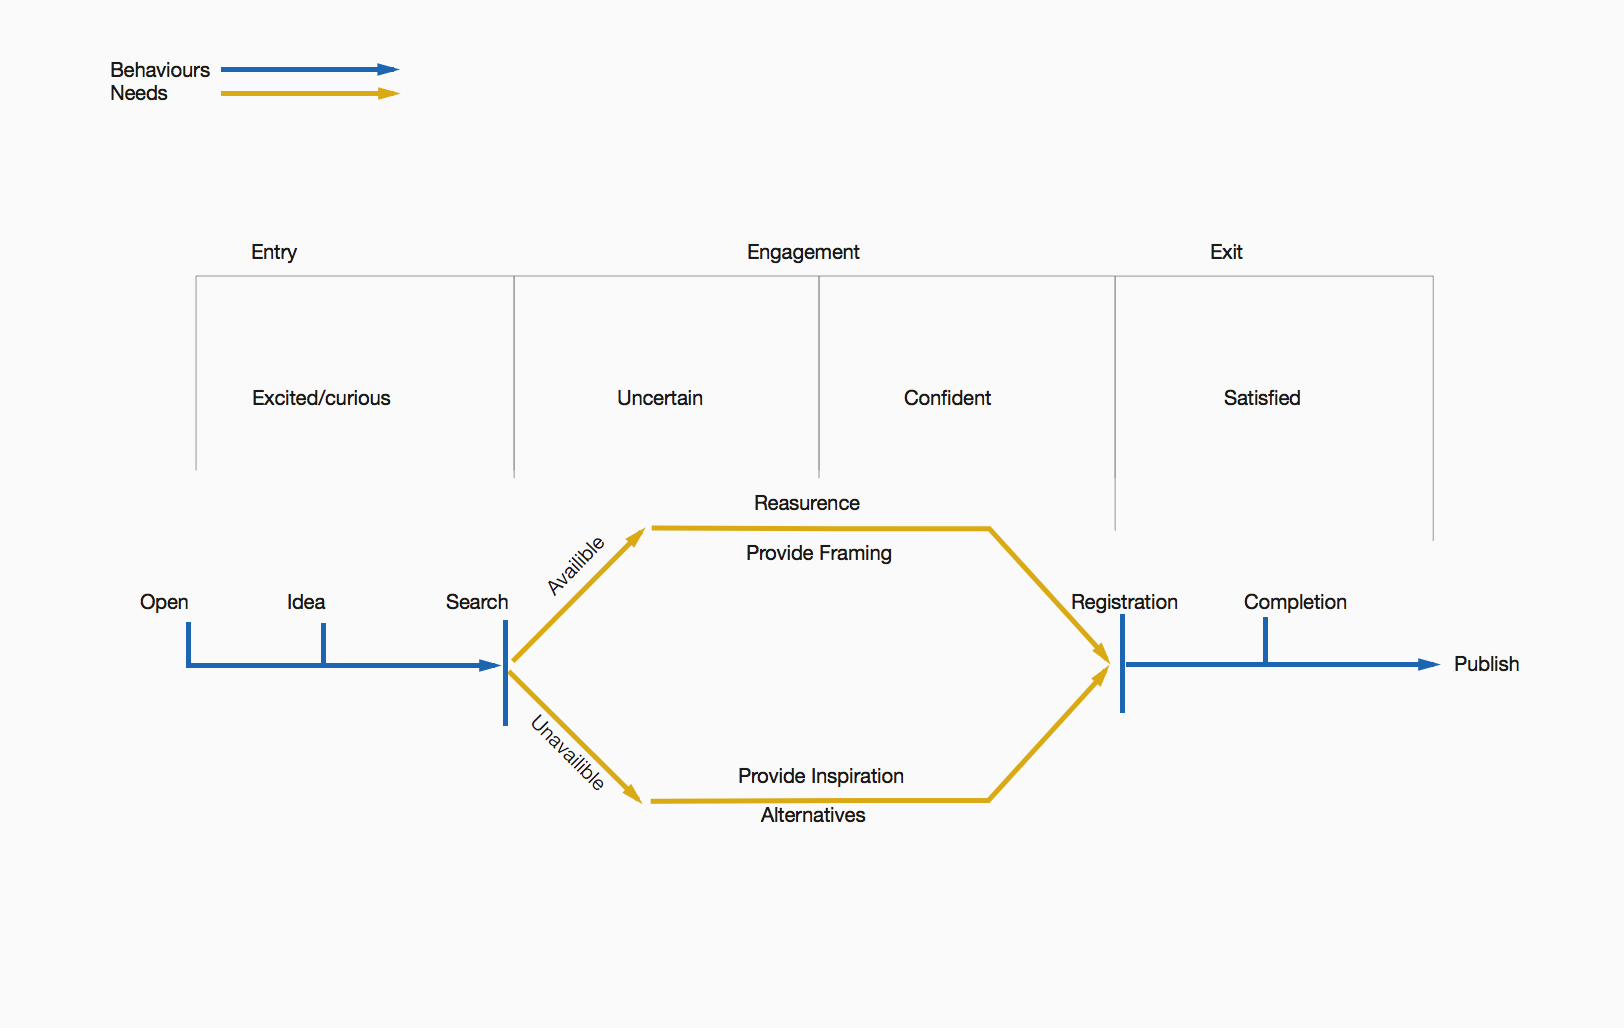 Behaviours
Needs
Entry
Engagement
Exit
Excited/curious
Uncertain
Confident
Satisfied
Reasurence
Provide Framing
Availible
Open
Idea
Search
Registration
Completion
Publish
Unavailible
Provide Inspiration
Alternatives